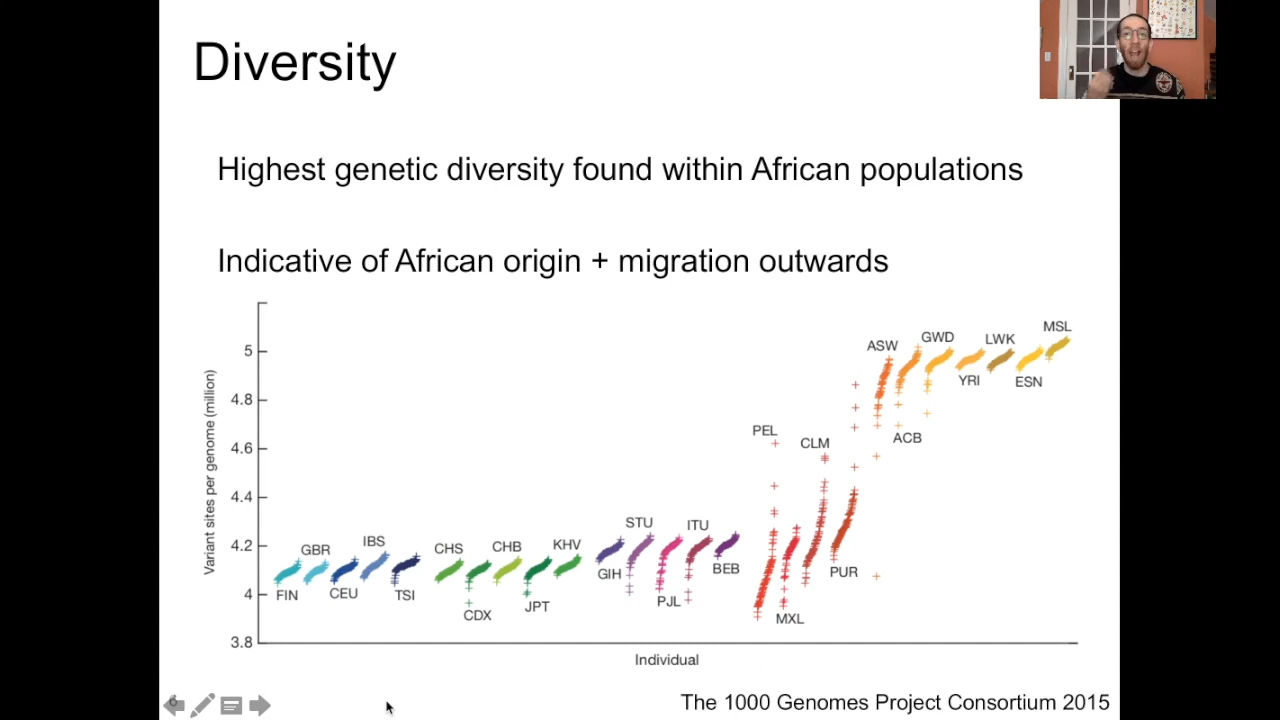 Diversity
Highest genetic diversity found within African populations
Indicative of African origin + migration outwards
Variant sites per genome (million)
5
4.8
4.6
4.4
4.2
4
3.8
FIN
GBR
CEU
IBS
TSI
CHS
CDX
CHB
JPT
KHV
GIH
STU
PJL
ITU
BEB
PEL
MXL
CLM
PUR
ASW
ACB
GWD
YRI
LWK
ESN
MSL
Individual
6
The 1000 Genomes Project Consortium 2015